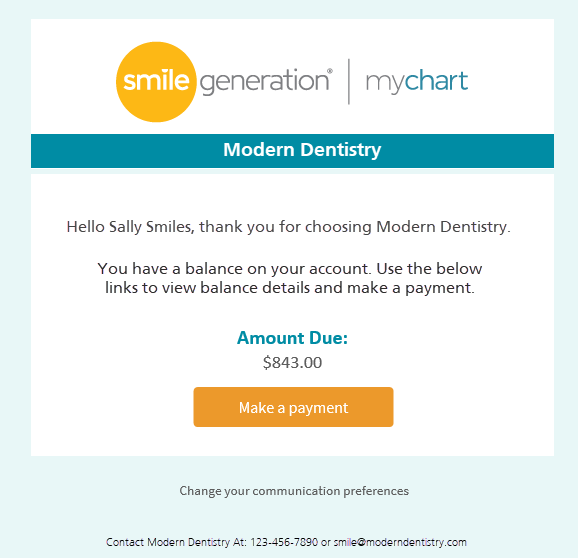 smile generation® | mychart
Modern Dentistry
Hello Sally Smiles, thank you for choosing Modern Dentistry.
You have a balance on your account. Use the below
links to view balance details and make a payment.
Amount Due:
$843.00
Make a payment
Change your communication preferences
Contact Modern Dentistry At: 123-456-7890 or smile@moderndentistry.com